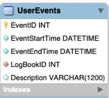 UserEvents
EventID INT
EventStartTime DATETIME
EventEndTime DATETIME
LogBookID INT
Description VARCHAR(1200)
Indexes